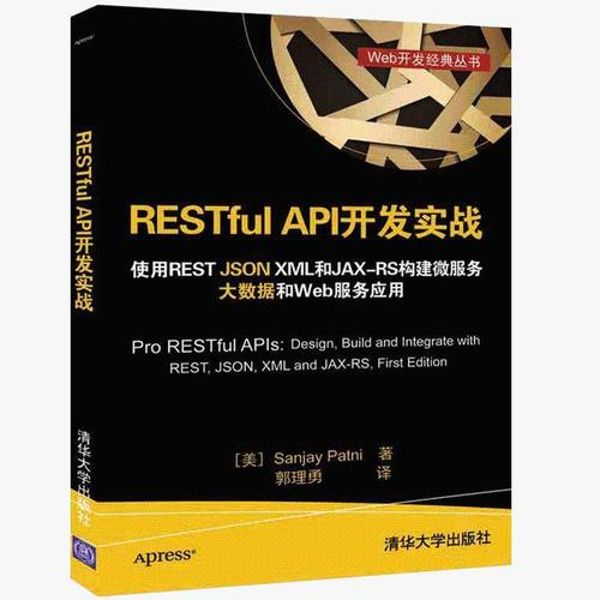 Apress®
RESTful API开发实战
清华大学出版社
Web开发经典丛书
RESTful API开发实战
使用REST JSON XML和JAX-RS构建微服务
大数据和Web服务应用
Pro RESTful APIs: Design, Build and Integrate with
REST, JSON, XML and JAX-RS, First Edition
[美] Sanjay Patni 著
郭理勇 译
Apress®
清华大学出版社